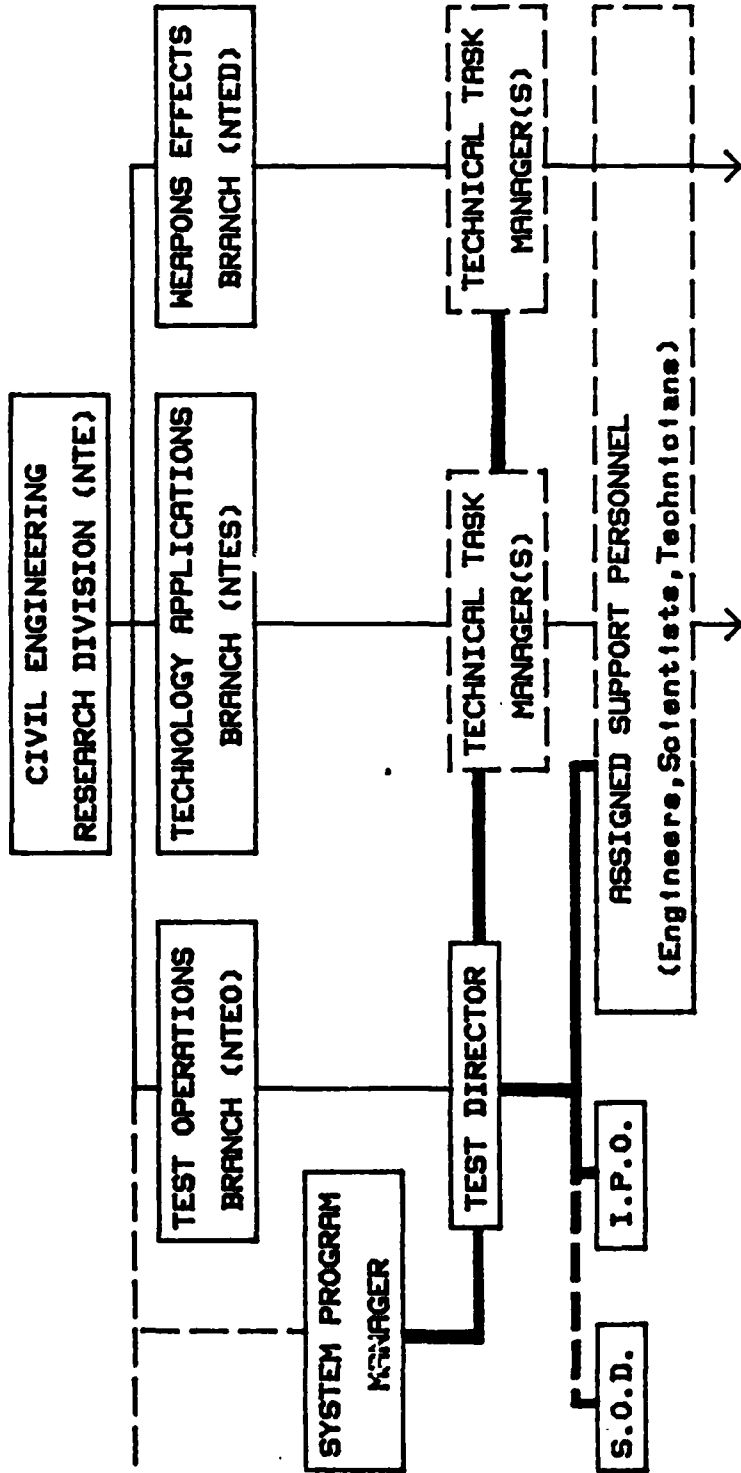 CIVIL ENGINEERING
RESEARCH DIVISION (NTE)
TEST OPERATIONS
BRANCH (NTEO)
TECHNOLOGY APPLICATIONS
BRANCH (NTES)
WEAPONS EFFECTS
BRANCH (NTED)
SYSTEM PROGRAM
MANAGER
TEST DIRECTOR
TECHNICAL TASK
MANAGER(S)
TECHNICAL TASK
MANAGER(S)
S.O.D.
I.P.O.
ASSIGNED SUPPORT PERSONNEL
(Engineers,Scientists,Technicians)